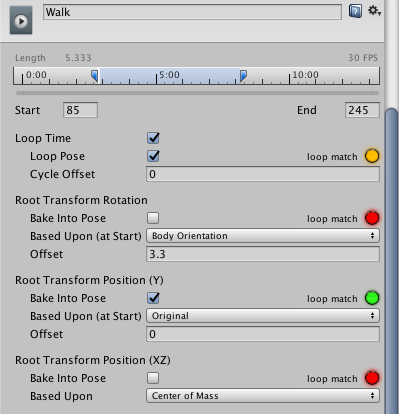 Walk
Length 5.333 30 FPS
0:00 5:00 10:00
Start 85 End 245
Loop Time
Loop Pose loop match
Cycle Offset 0
Root Transform Rotation
Bake Into Pose loop match
Based Upon (at Start) Body Orientation
Offset 3.3
Root Transform Position (Y)
Bake Into Pose loop match
Based Upon (at Start) Original
Offset 0
Root Transform Position (XZ)
Bake Into Pose loop match
Based Upon Center of Mass